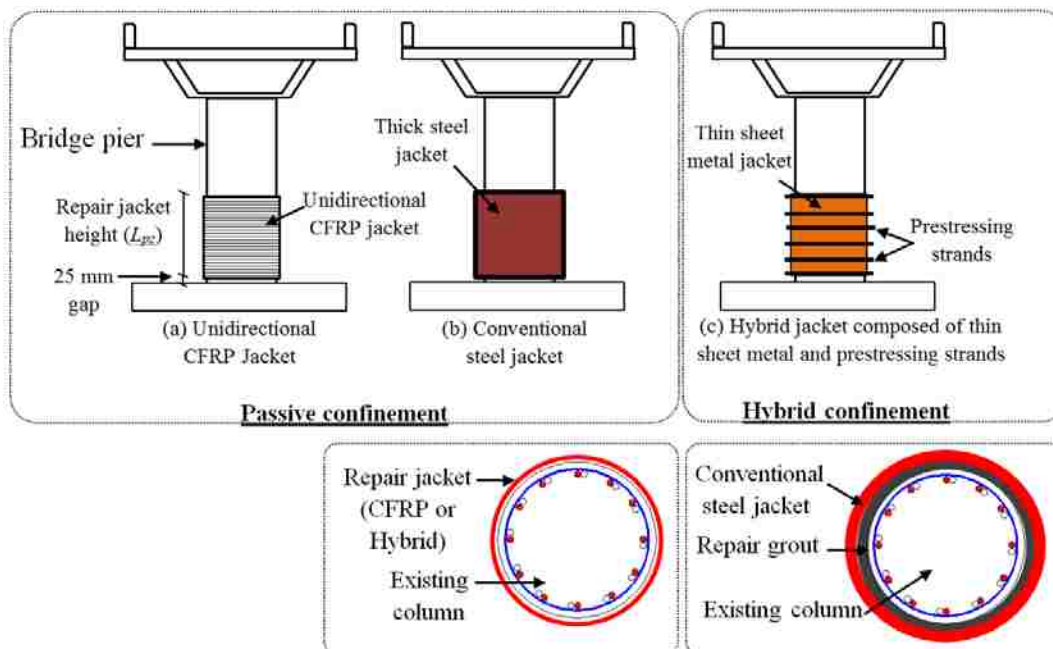 Bridge pier
Repair jacket
height (Lpc)
25 mm
gap
Unidirectional
CFRP jacket
(a) Unidirectional
CFRP Jacket
Thick steel
jacket
(b) Conventional
steel jacket
Passive confinement
Thin sheet
metal jacket
Prestressing
strands
(c) Hybrid jacket composed of thin
sheet metal and prestressing strands
Hybrid confinement
Repair jacket
(CFRP or
Hybrid)
Existing
column
Conventional
steel jacket
Repair grout
Existing column